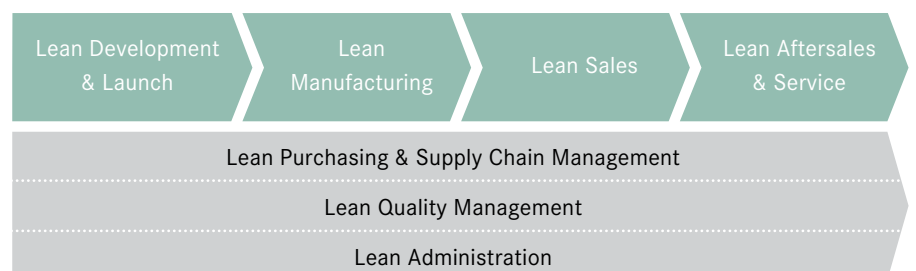 Lean Development
& Launch
Lean
Manufacturing
Lean Sales
Lean Aftersales
& Service
Lean Purchasing & Supply Chain Management
Lean Quality Management
Lean Administration